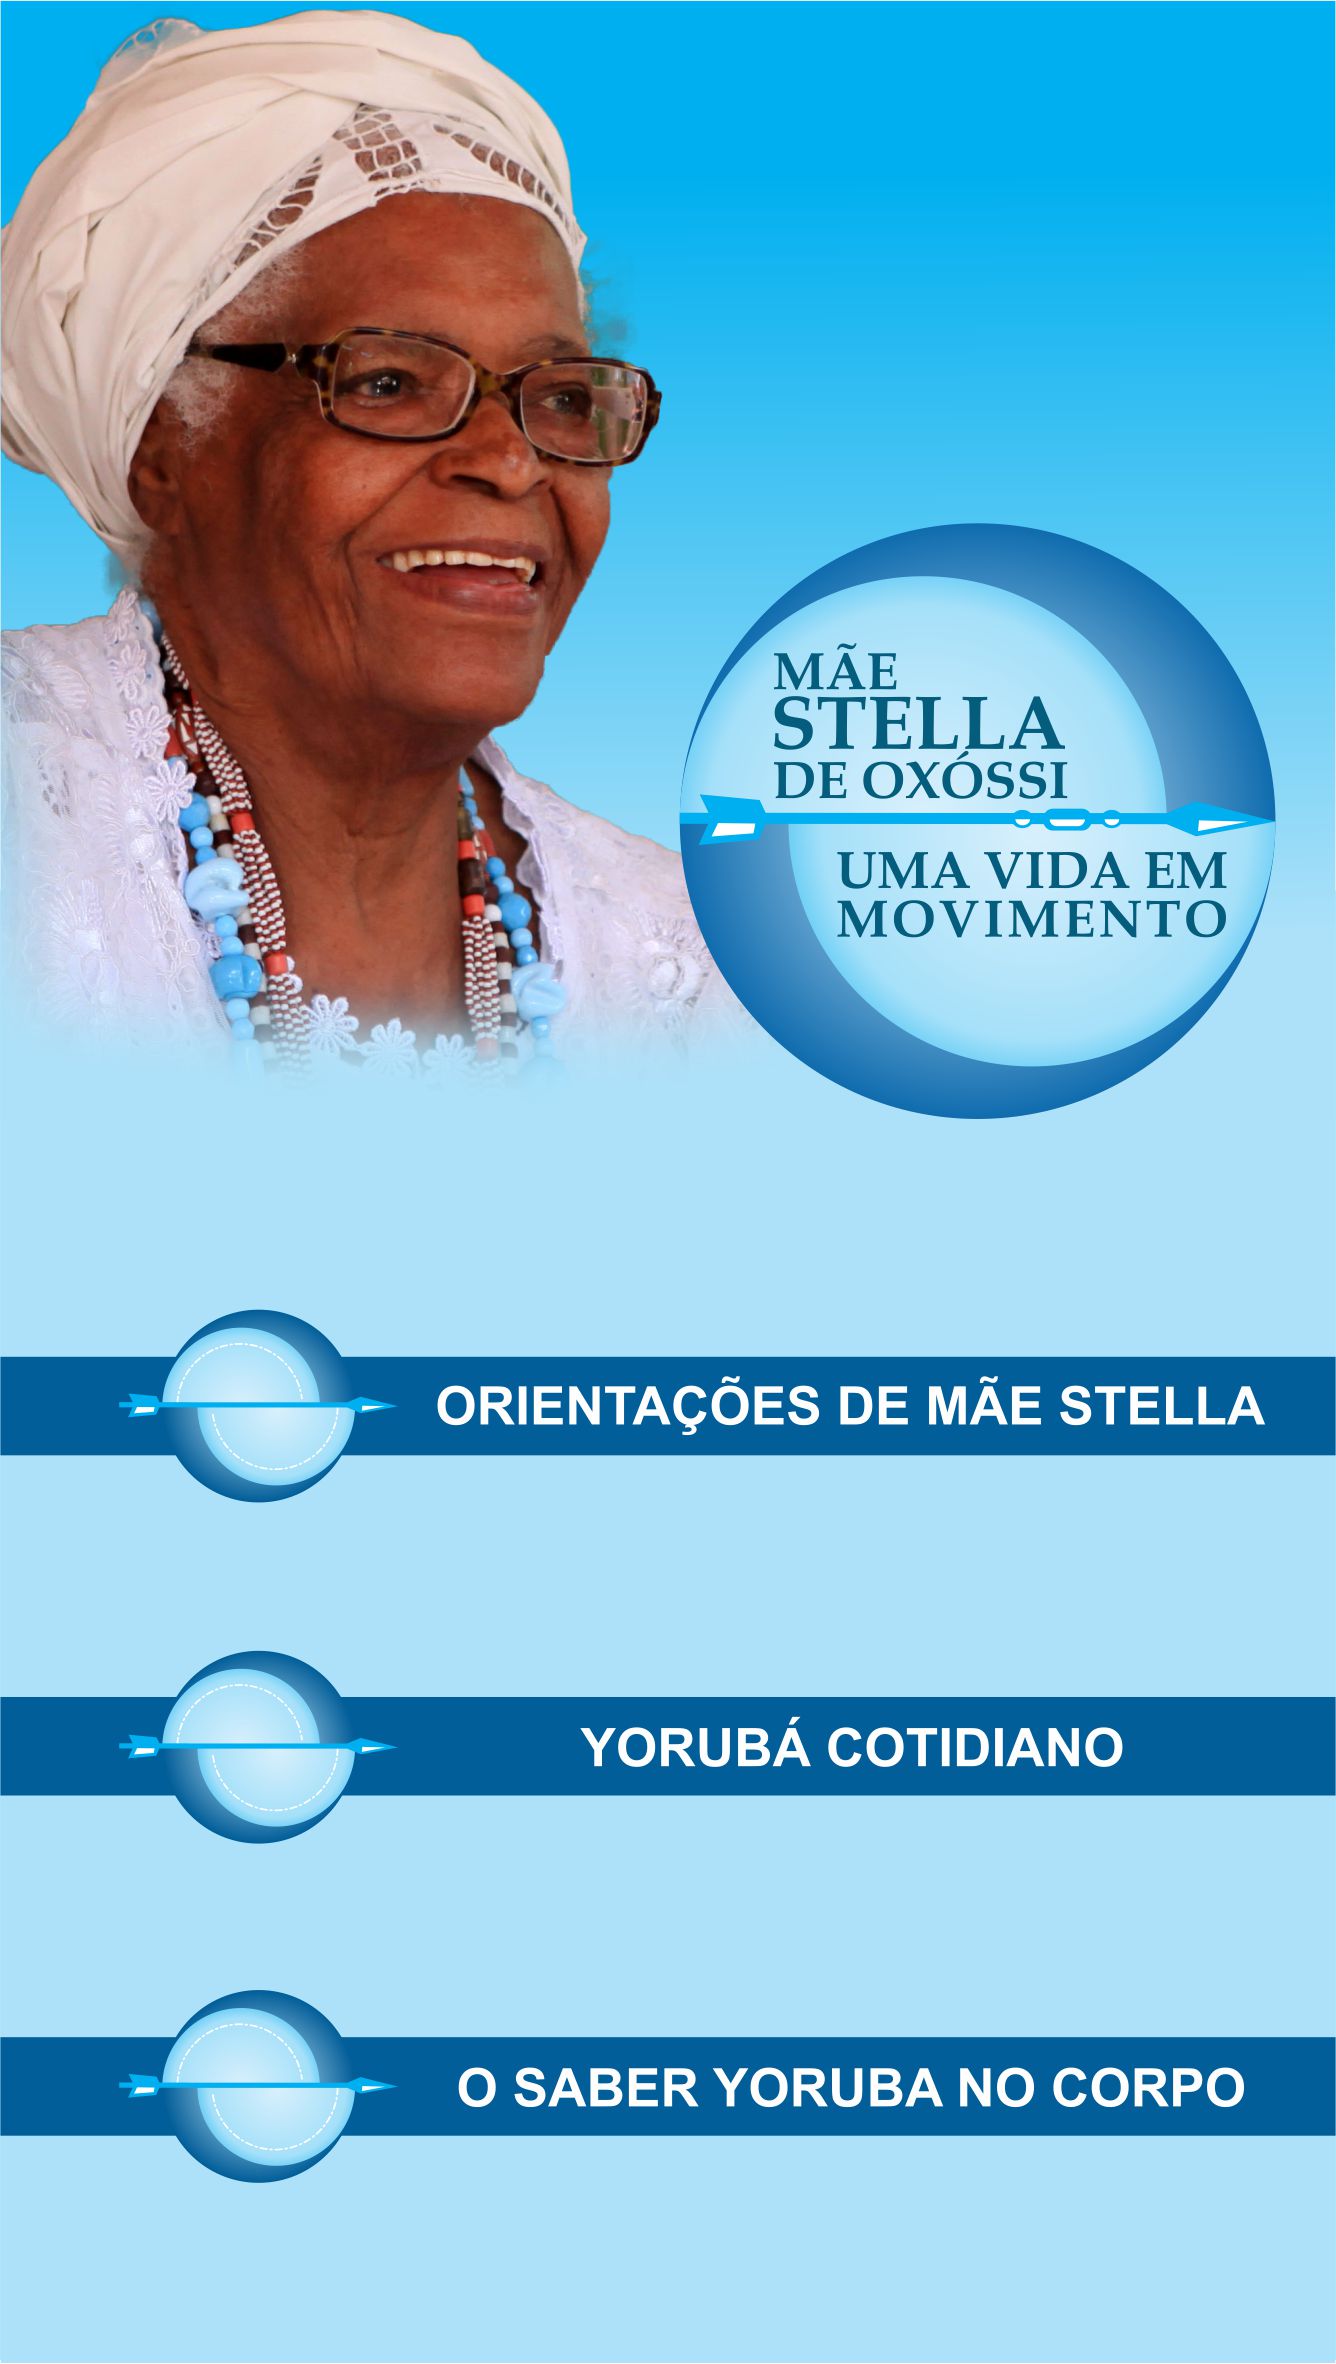 MÃE
STELLA
DE OXÓSSI
UMA VIDA EM
MOVIMENTO
ORIENTAÇÕES DE MÃE STELLA
YORUBÁ COTIDIANO
O SABER YORUBA NO CORPO